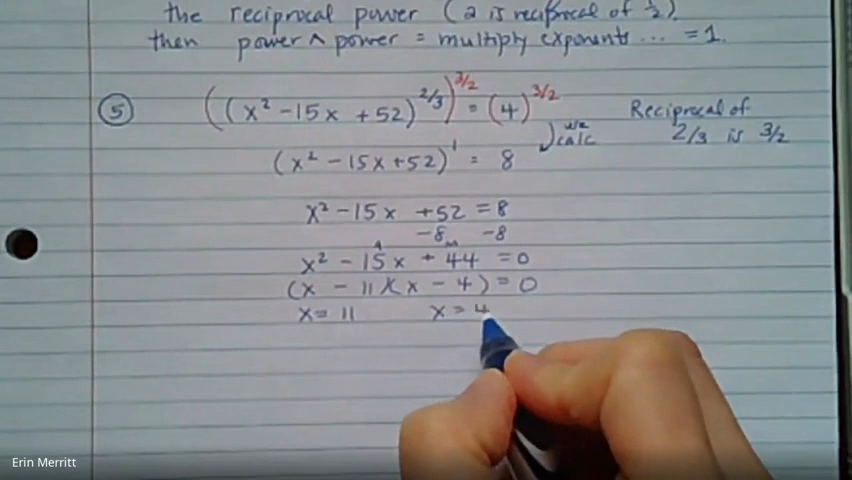 the reciprocal power (2 is reciprocal of 1/2).
then power ^ power = multiply exponents ... = 1.
⑤ ((x² - 15x + 52)^2/3)^3/2 = (4)^3/2 Reciprocal of
use calc 2/3 is 3/2
(x² - 15x + 52)¹ = 8
x² - 15x + 52 = 8
-8 -8
A M
x² - 15x + 44 = 0
(x - 11)(x - 4) = 0
x = 11 x = 4
Erin Merritt